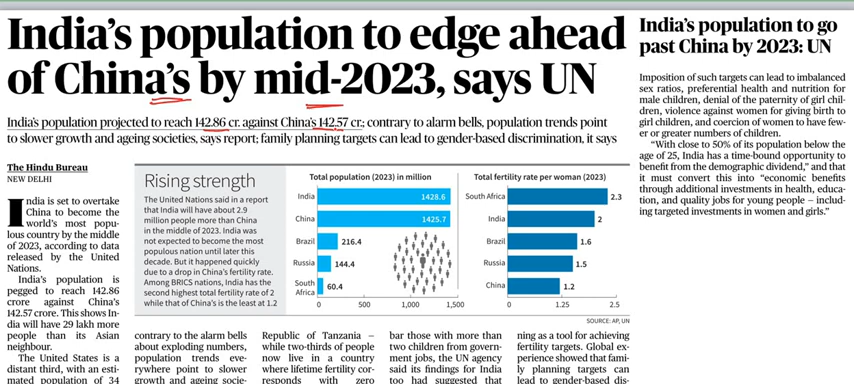 India's population to edge ahead
of China's by mid-2023, says UN
India's population projected to reach 142.86 cr. against China's 142.57 cr.; contrary to alarm bells, population trends point
to slower growth and ageing societies, says report; family planning targets can lead to gender-based discrimination, it says
The Hindu Bureau
NEW DELHI
India is set to overtake
China to become the
world's most popu-
lous country by the middle
of 2023, according to data
released by the United
Nations.
India's population is
pegged to reach 142.86
crore against China's
142.57 crore. This shows In-
dia will have 29 lakh more
people than its Asian
neighbour.
The United States is a
distant third, with an esti-
mated population of 34
Rising strength
The United Nations said in a report
that India will have about 2.9
million people more than China
in the middle of 2023. India was
not expected to become the most
populous nation until later this
decade. But it happened quickly
due to a drop in China's fertility rate.
Among BRICS nations, India has the
second highest total fertility rate of 2
while that of China's is the least at 1.2
Total population (2023) in million
India 1428.6
China 1425.7
Brazil 216.4
Russia 144.4
South
Africa 60.4
0 500 1,000 1,500
Total fertility rate per woman (2023)
South Africa 2.3
India 2
Brazil 1.6
Russia 1.5
China 1.2
0 1.25 2.5
SOURCE: AP, UN
contrary to the alarm bells
about exploding numbers,
population trends eve-
rywhere point to slower
growth and ageing socie-
Republic of Tanzania –
while two-thirds of people
now live in a country
where lifetime fertility cor-
responds with zero
bar those with more than
two children from govern-
ment jobs, the UN agency
said its findings for India
too had suggested that
ning as a tool for achieving
fertility targets. Global ex-
perience showed that fami-
ly planning targets can
lead to gender-based dis-
India's population to go
past China by 2023: UN
Imposition of such targets can lead to imbalanced
sex ratios, preferential health and nutrition for
male children, denial of the paternity of girl chil-
dren, violence against women for giving birth to
girl children, and coercion of women to have few-
er or greater numbers of children.
"With close to 50% of its population below the
age of 25, India has a time-bound opportunity to
benefit from the demographic dividend," and that
it must convert this into "economic benefits
through additional investments in health, educa-
tion, and quality jobs for young people – includ-
ing targeted investments in women and girls."